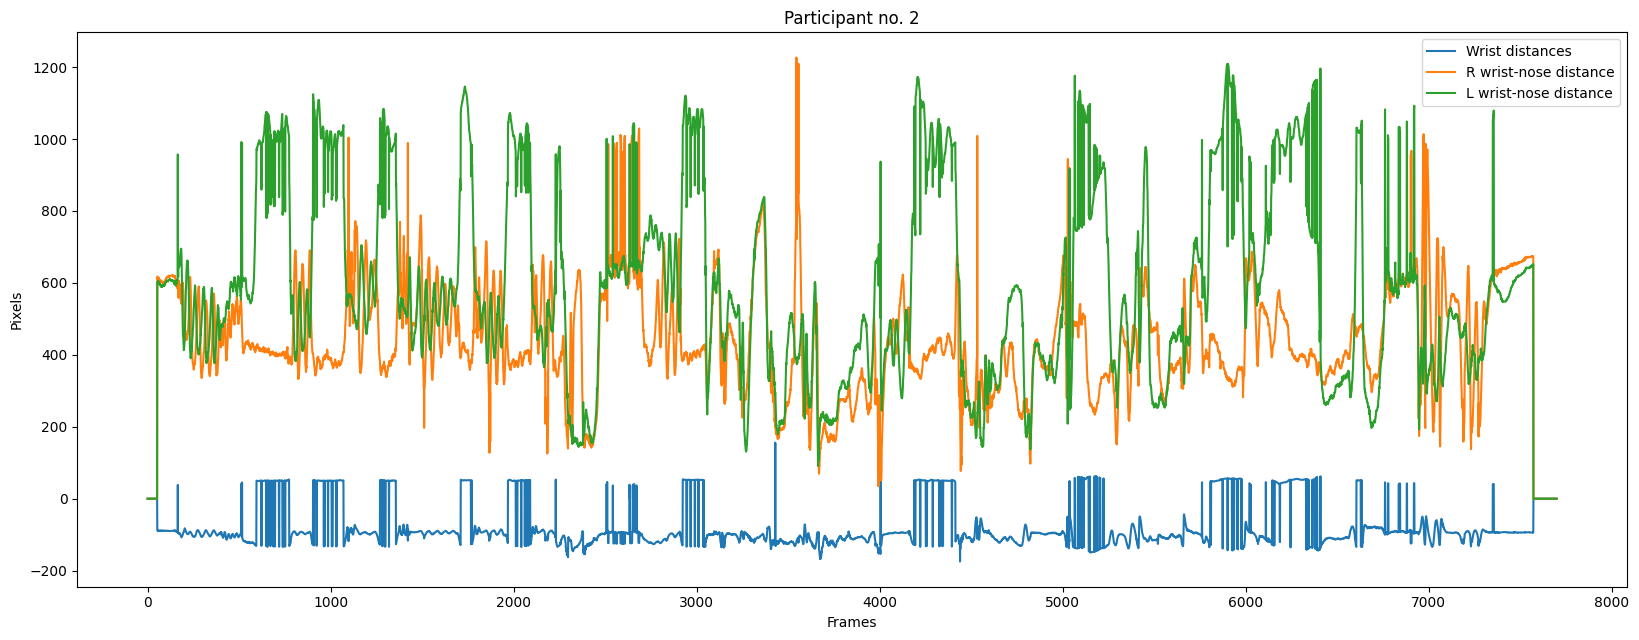 Participant no. 2
1200
1000
800
600
400
200
0
−200
Pixels
Wrist distances
R wrist-nose distance
L wrist-nose distance
0 1000 2000 3000 4000 5000 6000 7000 8000
Frames